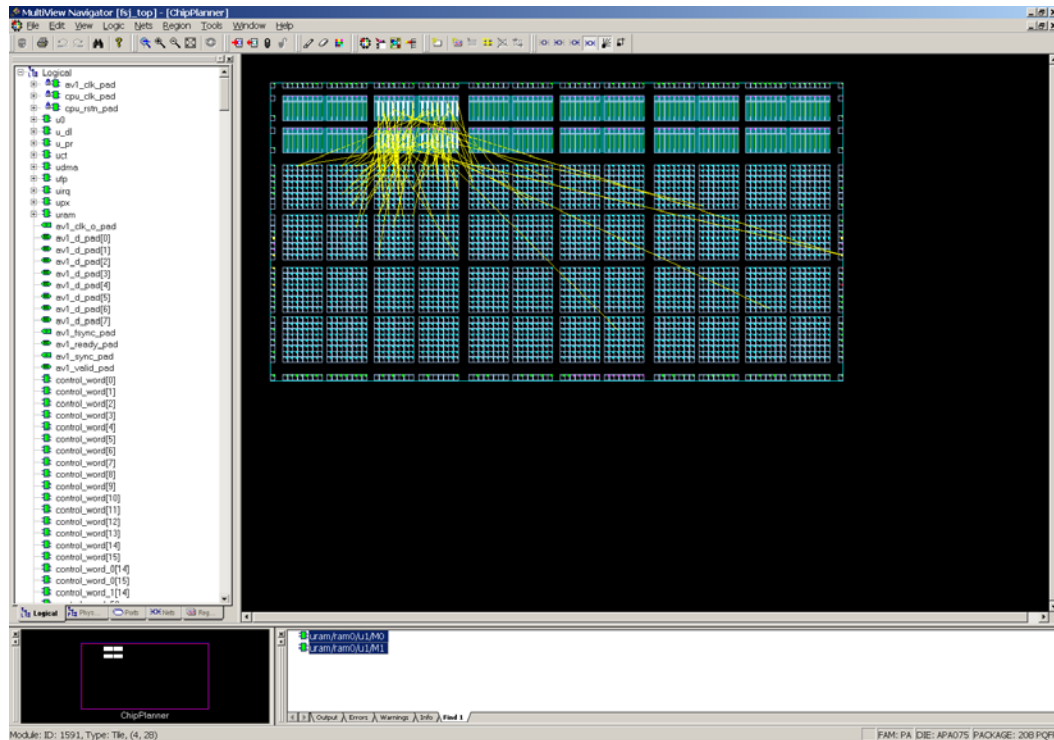 MultiView Navigator [fsj_top] - [ChipPlanner]
File Edit View Logic Nets Region Tools Window Help
Logical
av1_clk_pad
cpu_clk_pad
cpu_rstn_pad
u0
u_dl
u_pr
uct
udma
ufp
uirq
upx
uram
av1_clk_o_pad
av1_d_pad[0]
av1_d_pad[1]
av1_d_pad[2]
av1_d_pad[3]
av1_d_pad[4]
av1_d_pad[5]
av1_d_pad[6]
av1_d_pad[7]
av1_fsync_pad
av1_ready_pad
av1_sync_pad
av1_valid_pad
control_word[0]
control_word[1]
control_word[2]
control_word[3]
control_word[4]
control_word[5]
control_word[6]
control_word[7]
control_word[8]
control_word[9]
control_word[10]
control_word[11]
control_word[12]
control_word[13]
control_word[14]
control_word[15]
control_word_0[14]
control_word_0[15]
control_word_1[14]
Logical Phys... Ports Nets Reg...
uram/ram0/u1/M0
uram/ram0/u1/M1
ChipPlanner
Output Errors Warnings Info Find 1
Module: ID: 1591, Type: Tile, (4, 28) FAM: PA DIE: APA075 PACKAGE: 208 PQF